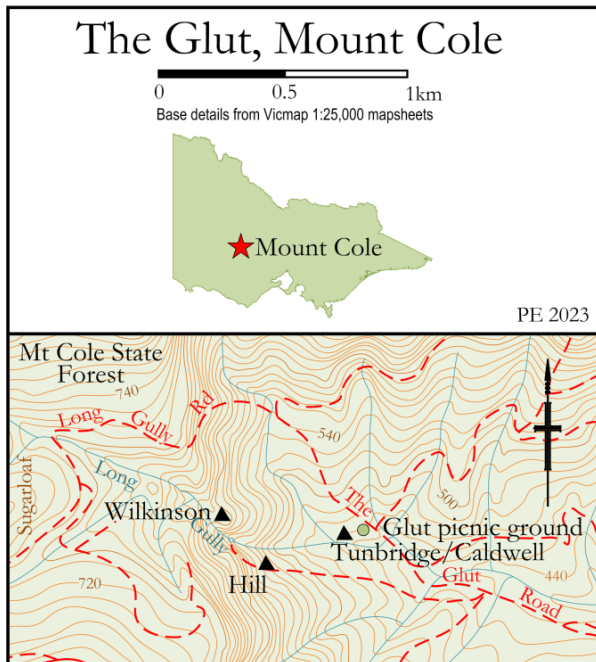 The Glut, Mount Cole
0 0.5 1km
Base details from Vicmap 1:25,000 mapsheets
Mount Cole
PE 2023
Mt Cole State
Forest
740
Long Gully Rd
540
Long Gully
Sugarloaf
Wilkinson
The Glut Road
500
Glut picnic ground
Tunbridge/Caldwell
Hill
720
440